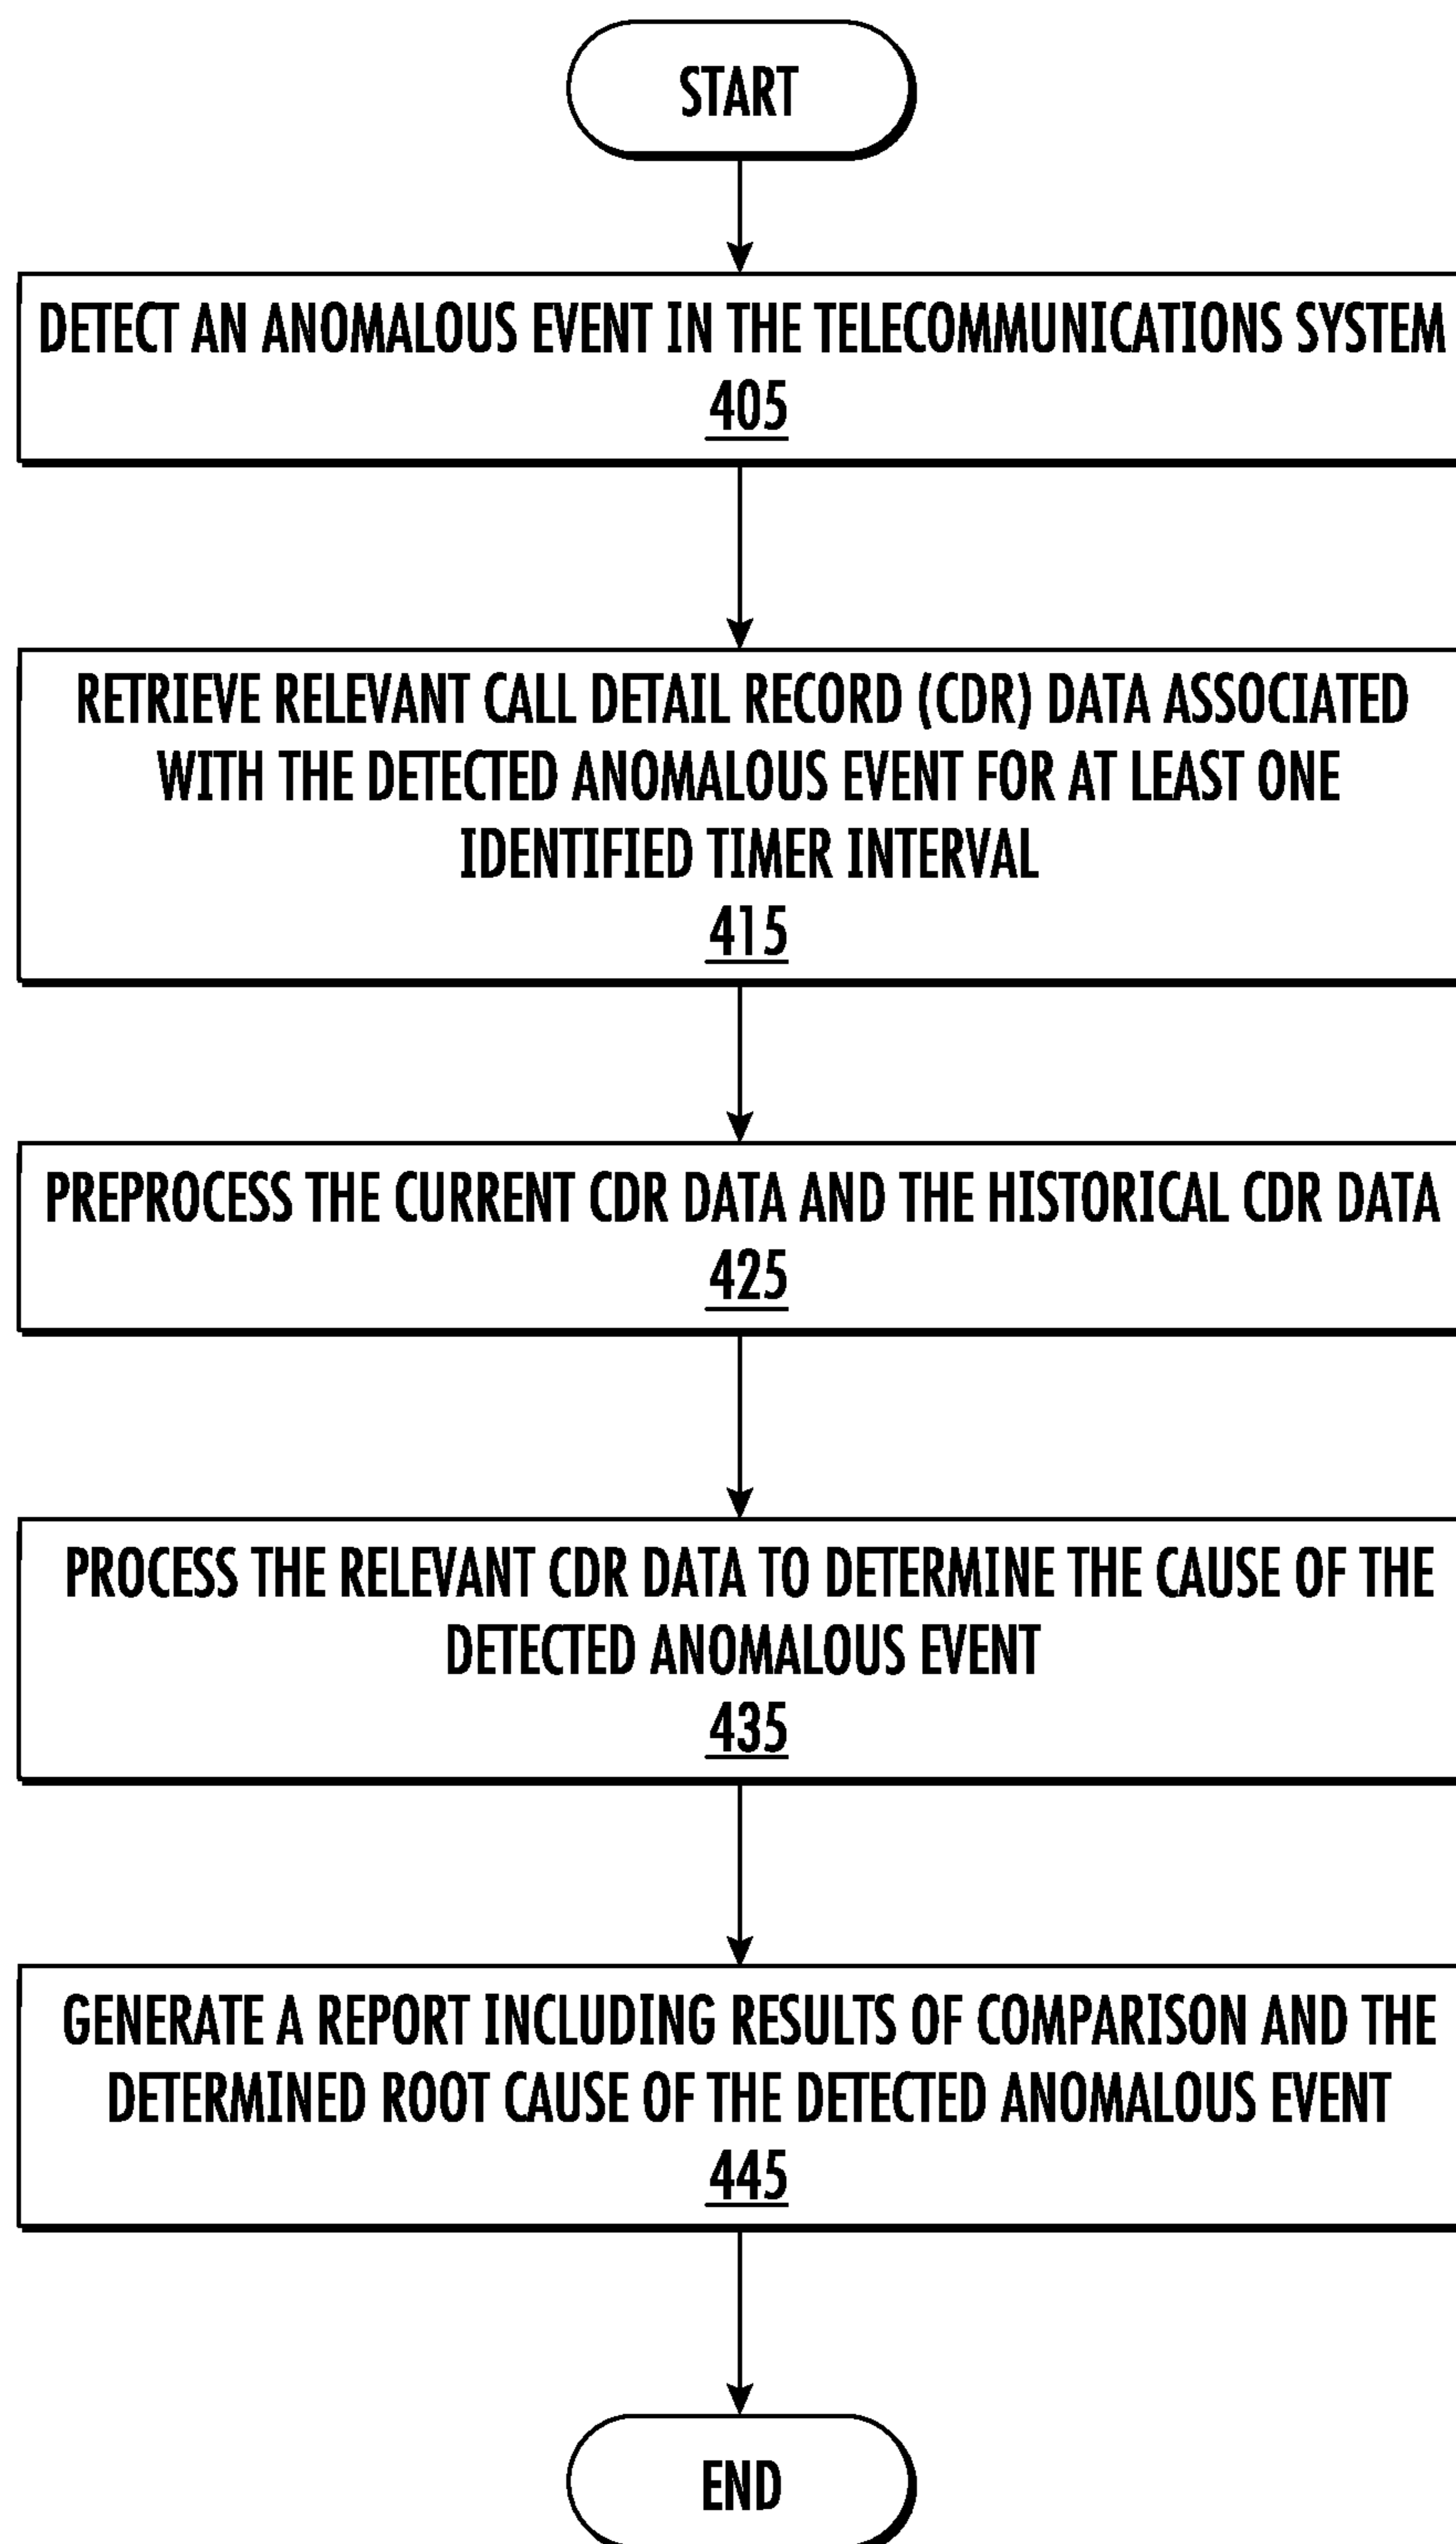 START
DETECT AN ANOMALOUS EVENT IN THE TELECOMMUNICATIONS SYSTEM
405
RETRIEVE RELEVANT CALL DETAIL RECORD (CDR) DATA ASSOCIATED
WITH THE DETECTED ANOMALOUS EVENT FOR AT LEAST ONE
IDENTIFIED TIMER INTERVAL
415
PREPROCESS THE CURRENT CDR DATA AND THE HISTORICAL CDR DATA
425
PROCESS THE RELEVANT CDR DATA TO DETERMINE THE CAUSE OF THE
DETECTED ANOMALOUS EVENT
435
GENERATE A REPORT INCLUDING RESULTS OF COMPARISON AND THE
DETERMINED ROOT CAUSE OF THE DETECTED ANOMALOUS EVENT
445
END